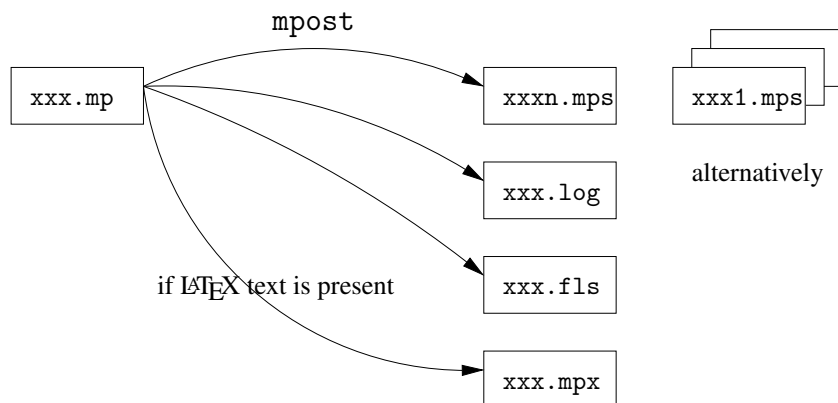 mpost
xxx.mp
xxxn.mps
xxx1.mps
alternatively
xxx.log
if LATEX text is present
xxx.fls
xxx.mpx